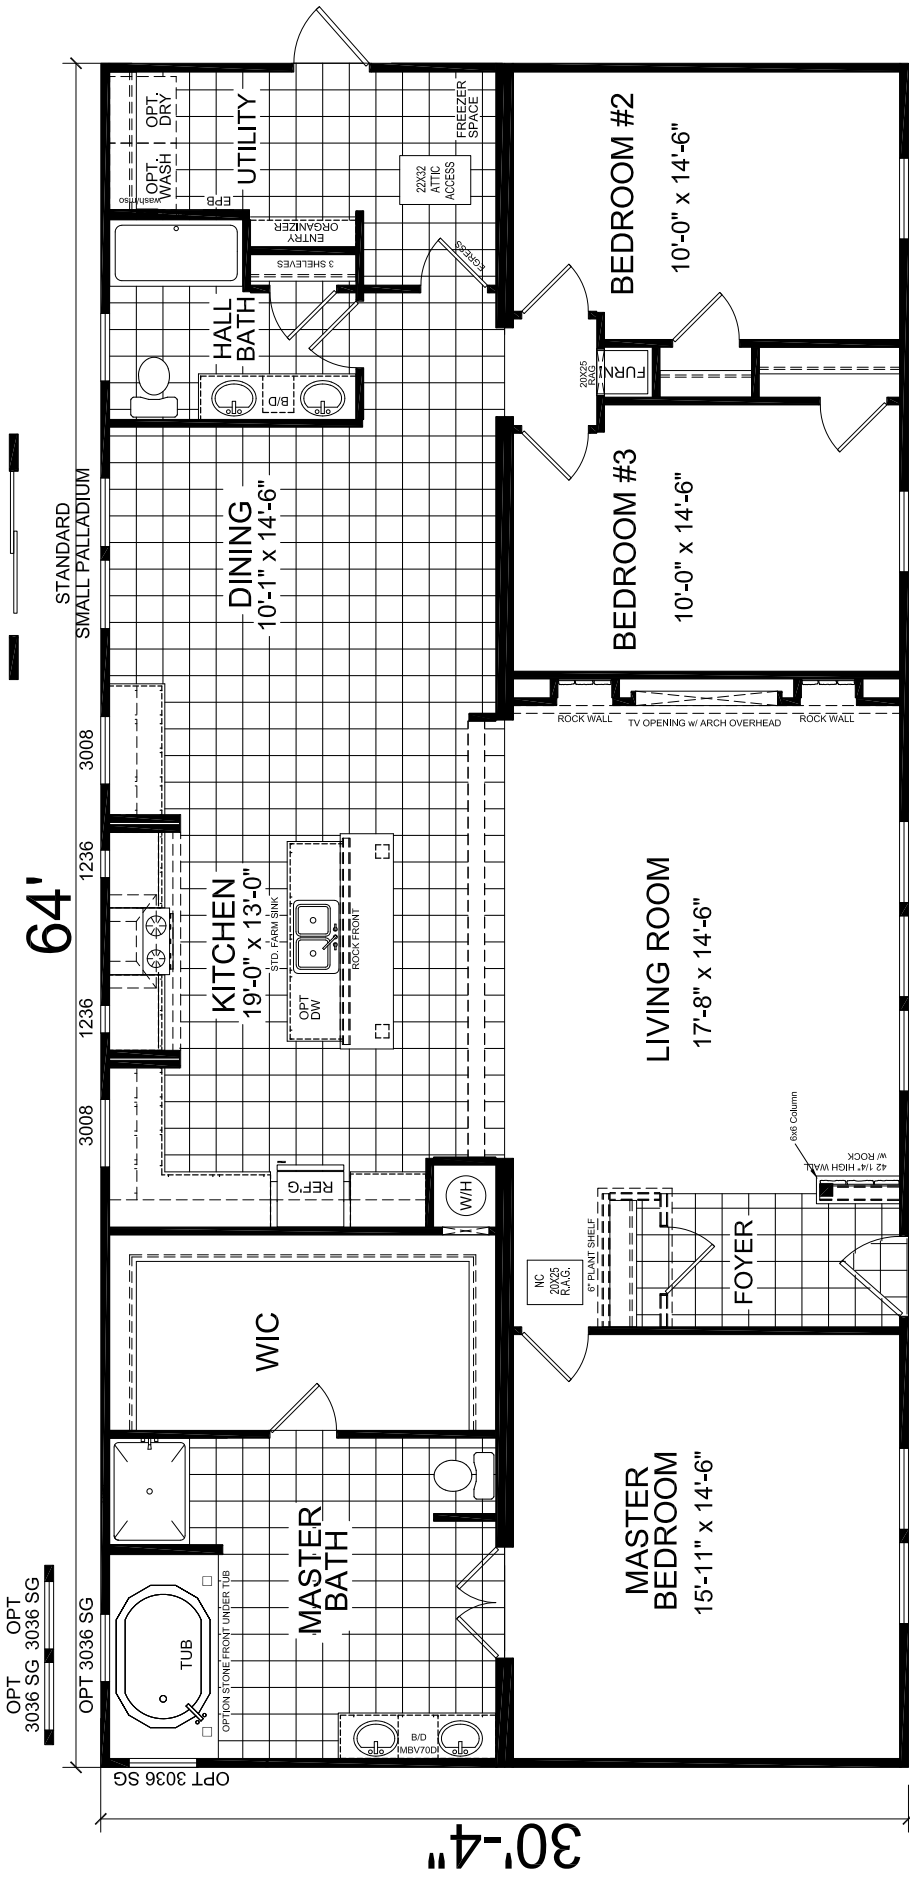 64'
30'-4"
OPT
3036 SG
OPT
3036 SG
OPT 3036 SG
OPT 3036 SG
3008
1236
1236
3008
STANDARD
SMALL PALLADIUM
TUB
OPTION STONE FRONT UNDER TUB
MASTER
BATH
B/D
MBV70D
WIC
REF'G
W/H
KITCHEN
19'-0" x 13'-0"
STD. FARM SINK
OPT
DW
ROCK FRONT
DINING
10'-1" x 14'-6"
HALL
BATH
B/D
3 SHELEVES
ENTRY
ORGANIZER
EPB
wash/mso
OPT.
WASH
OPT.
DRY
UTILITY
FREEZER
SPACE
22X32
ATTIC
ACCESS
EGRESS
MASTER
BEDROOM
15'-11" x 14'-6"
NC
20X25
R.A.G.
6" PLANT SHELF
FOYER
42 1/4" HIGH WALL
w/ ROCK
6x6 Column
LIVING ROOM
17'-8" x 14'-6"
ROCK WALL
TV OPENING w/ ARCH OVERHEAD
ROCK WALL
BEDROOM #3
10'-0" x 14'-6"
20X25
RAG
FURN
BEDROOM #2
10'-0" x 14'-6"